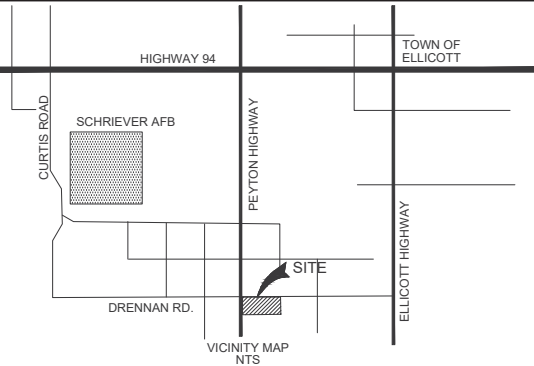 HIGHWAY 94
TOWN OF
ELLICOTT
CURTIS ROAD
SCHRIEVER AFB
PEYTON HIGHWAY
ELLICOTT HIGHWAY
SITE
DRENNAN RD.
VICINITY MAP
NTS